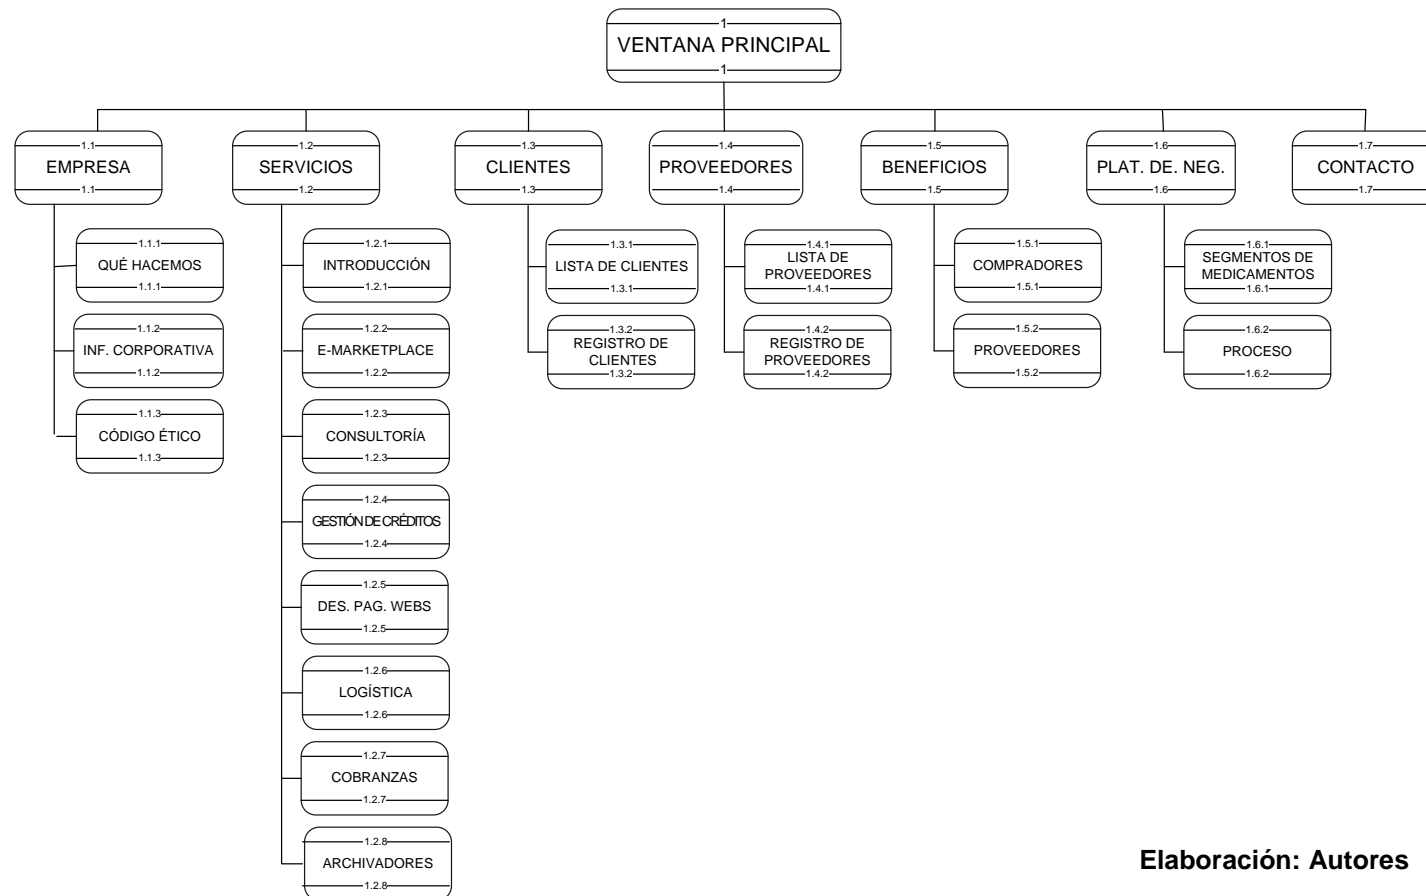 1
VENTANA PRINCIPAL
1
1.1
EMPRESA
1.1
1.2
SERVICIOS
1.2
1.3
CLIENTES
1.3
1.4
PROVEEDORES
1.4
1.5
BENEFICIOS
1.5
1.6
PLAT. DE. NEG.
1.6
1.7
CONTACTO
1.7
1.1.1
QUÉ HACEMOS
1.1.1
1.1.2
INF. CORPORATIVA
1.1.2
1.1.3
CÓDIGO ÉTICO
1.1.3
1.2.1
INTRODUCCIÓN
1.2.1
1.2.2
E-MARKETPLACE
1.2.2
1.2.3
CONSULTORÍA
1.2.3
1.2.4
GESTIÓN DE CRÉDITOS
1.2.4
1.2.5
DES. PAG. WEBS
1.2.5
1.2.6
LOGÍSTICA
1.2.6
1.2.7
COBRANZAS
1.2.7
1.2.8
ARCHIVADORES
1.2.8
1.3.1
LISTA DE CLIENTES
1.3.1
1.3.2
REGISTRO DE
CLIENTES
1.3.2
1.4.1
LISTA DE
PROVEEDORES
1.4.1
1.4.2
REGISTRO DE
PROVEEDORES
1.4.2
1.5.1
COMPRADORES
1.5.1
1.5.2
PROVEEDORES
1.5.2
1.6.1
SEGMENTOS DE
MEDICAMENTOS
1.6.1
1.6.2
PROCESO
1.6.2
Elaboración: Autores